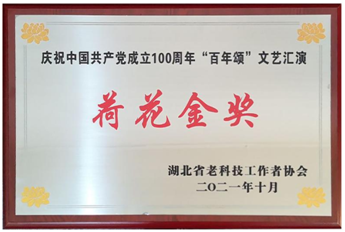 庆祝中国共产党成立100周年“百年颂”文艺汇演
荷花金奖
湖北省老科技工作者协会
二〇二一年十月